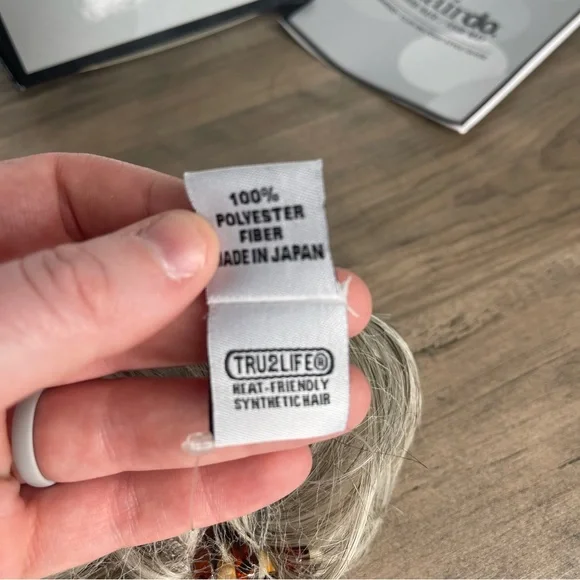 100%
POLYESTER
FIBER
MADE IN JAPAN
TRU2LIFE®
HEAT-FRIENDLY
SYNTHETIC HAIR